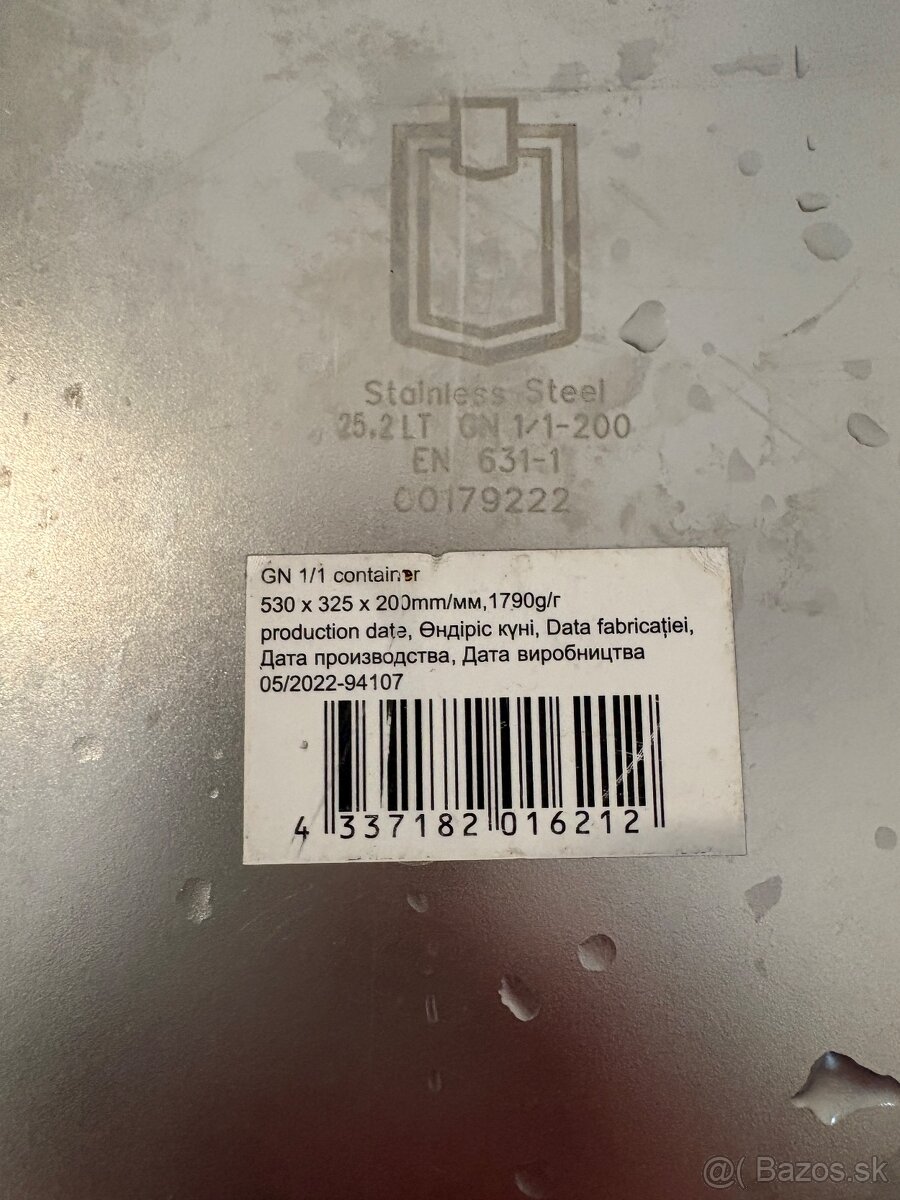 Stainless Steel
25.2 LT GN 1/1-200
EN 631-1
00179222
GN 1/1 container
530 x 325 x 200mm/мм,1790g/г
production date, Өндіріс күні, Data fabricației,
Дата производства, Дата виробництва
05/2022-94107
4 337182 016212
@( Bazos.sk